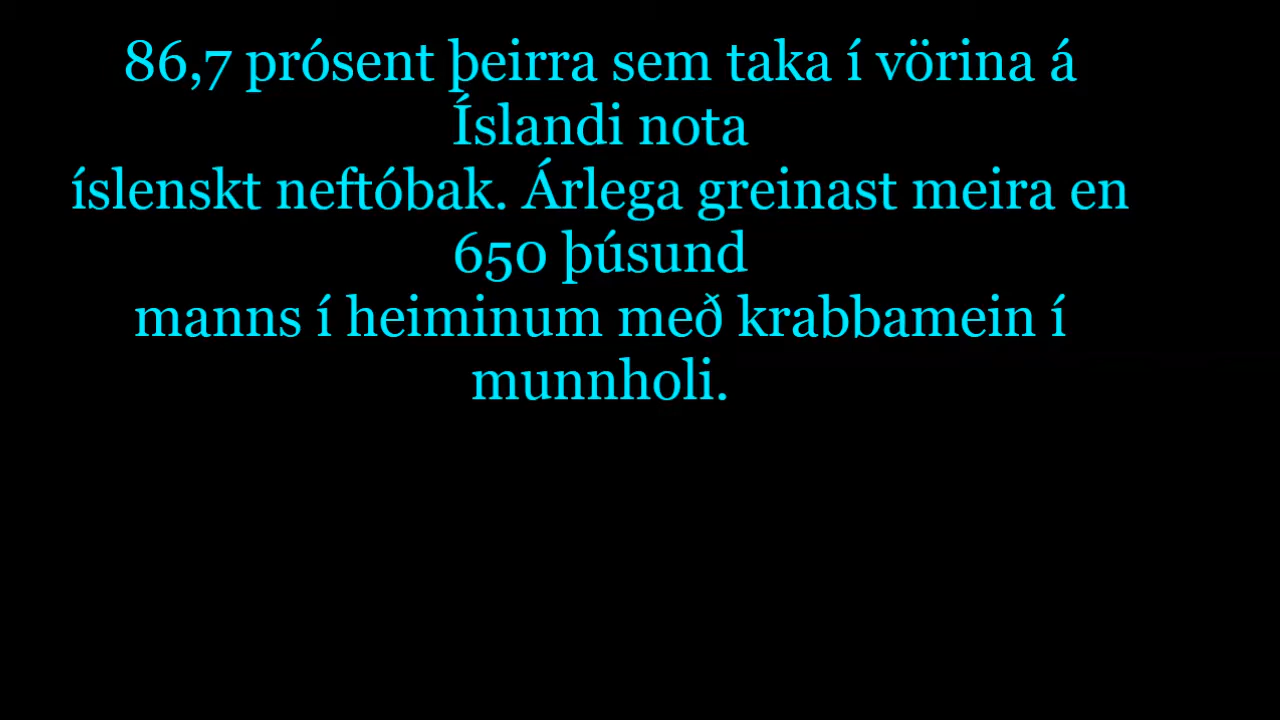 86,7 prósent þeirra sem taka í vörina á
Íslandi nota
íslenskt neftóbak. Árlega greinast meira en
650 þúsund
manns í heiminum með krabbamein í
munnholi.